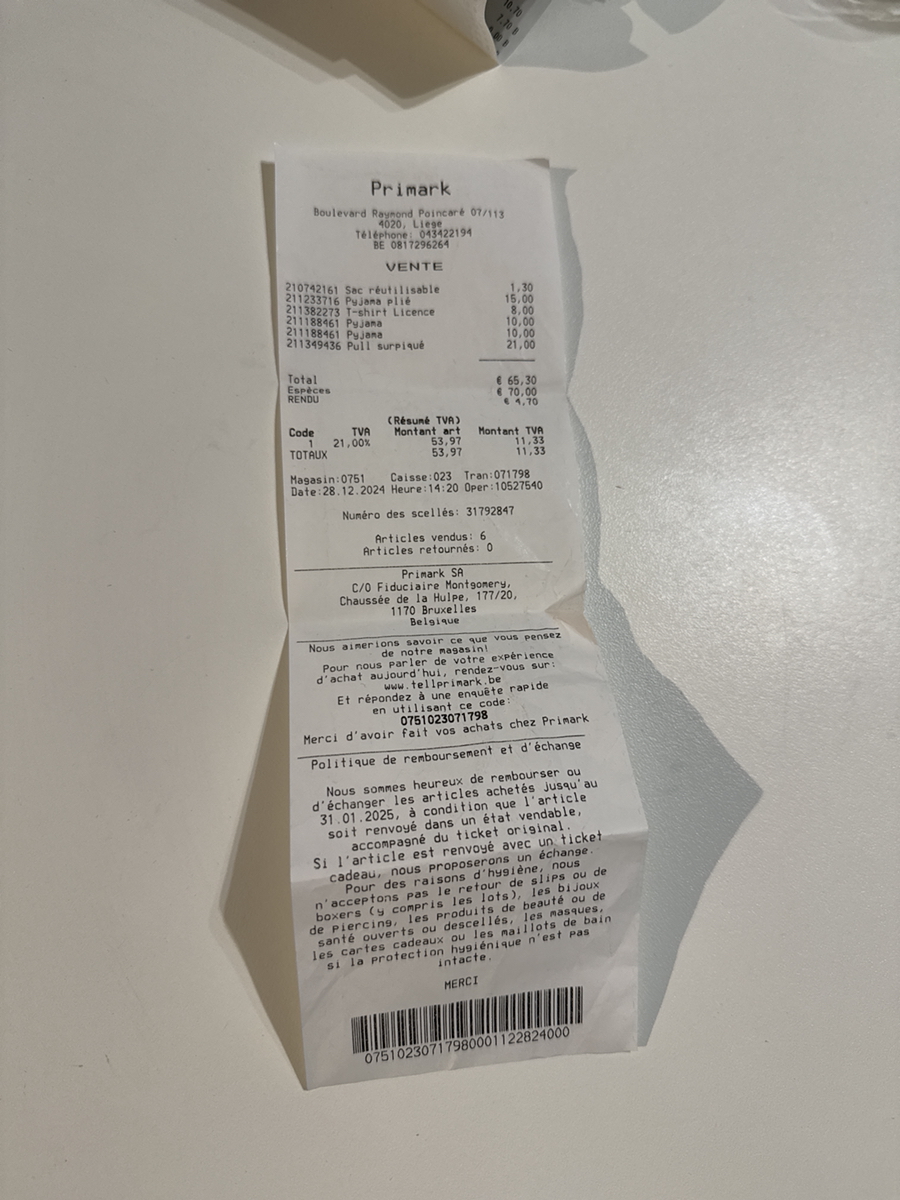 10.70
7.70 B
Primark
Boulevard Raymond Poincaré 07/113
4020, Liege
Téléphone: 043422194
BE 0817296264
VENTE
210742161 Sac réutilisable 1,30
211233716 Pyjama plié 15,00
211382273 T-shirt Licence 8,00
211188461 Pyjama 10,00
211188461 Pyjama 10,00
211349436 Pull surpiqué 21,00
Total € 65,30
Espèces € 70,00
RENDU € 4,70
(Résumé TVA)
Code TVA Montant art Montant TVA
1 21,00% 53,97 11,33
TOTAUX 53,97 11,33
Magasin:0751 Caisse:023 Tran:071798
Date:28.12.2024 Heure:14:20 Oper:10527540
Numéro des scellés: 31792847
Articles vendus: 6
Articles retournés: 0
Primark SA
C/O Fiduciaire Montgomery,
Chaussée de la Hulpe, 177/20,
1170 Bruxelles
Belgique
Nous aimerions savoir ce que vous pensez
de notre magasin!
Pour nous parler de votre expérience
d'achat aujourd'hui, rendez-vous sur:
www.tellprimark.be
Et répondez à une enquête rapide
en utilisant ce code:
0751023071798
Merci d'avoir fait vos achats chez Primark
Politique de remboursement et d'échange
Nous sommes heureux de rembourser ou
d'échanger les articles achetés jusqu'au
31.01.2025, à condition que l'article
soit renvoyé dans un état vendable,
accompagné du ticket original.
Si l'article est renvoyé avec un ticket
cadeau, nous proposerons un échange.
Pour des raisons d'hygiène, nous
n'acceptons pas le retour de slips ou de
boxers (y compris les lots), les bijoux
de piercing, les produits de beauté ou de
santé ouverts ou descellés, les masques,
les cartes cadeaux ou les maillots de bain
si la protection hygiénique n'est pas
intacte.
MERCI
07510230717980001122824000